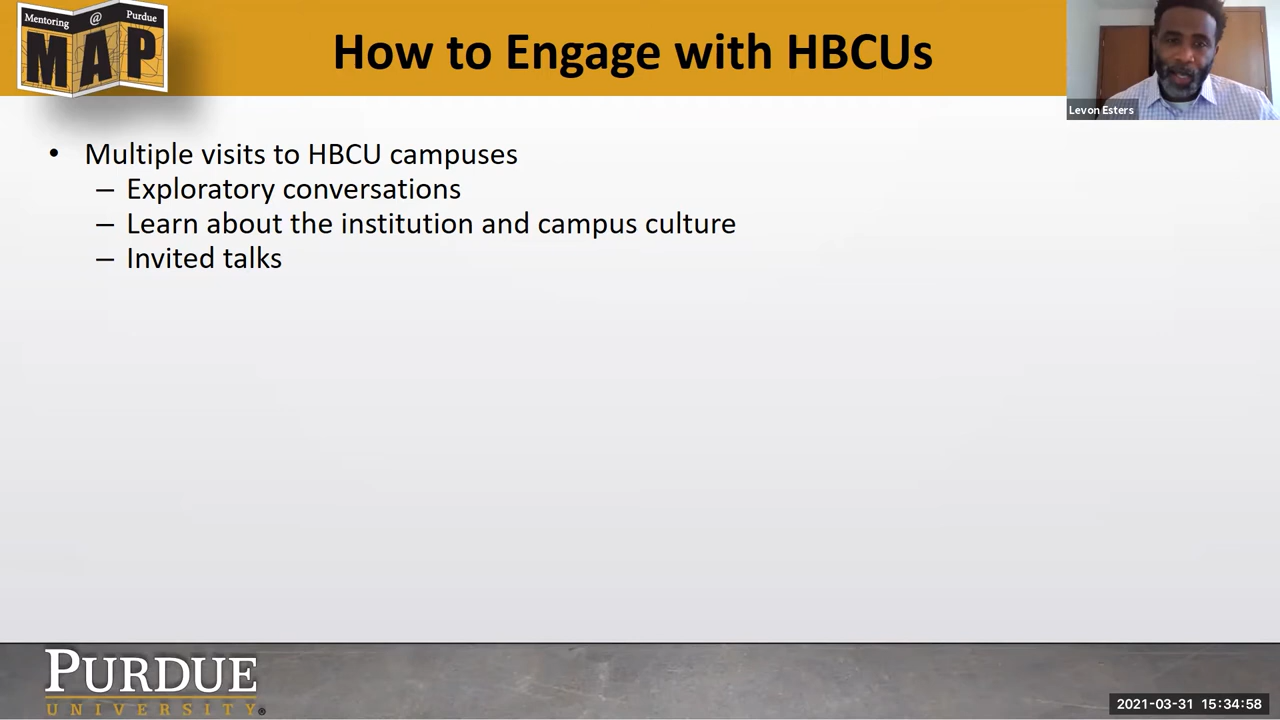 Mentoring @ Purdue
MAP
How to Engage with HBCUs
Levon Esters
• Multiple visits to HBCU campuses
– Exploratory conversations
– Learn about the institution and campus culture
– Invited talks
PURDUE
UNIVERSITY®
2021-03-31 15:34:58